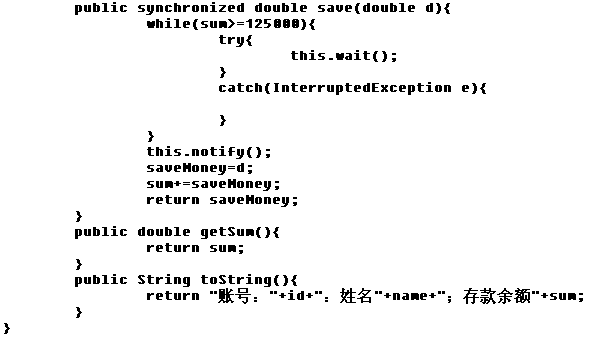 public synchronized double save(double d){
while(sum>=125000){
try{
this.wait();
}
catch(InterruptedException e){
}
}
this.notify();
saveMoney=d;
sum+=saveMoney;
return saveMoney;
}
public double getSum(){
return sum;
}
public String toString(){
return "账号："+id+"：姓名"+name+"；存款余额"+sum;
}
}